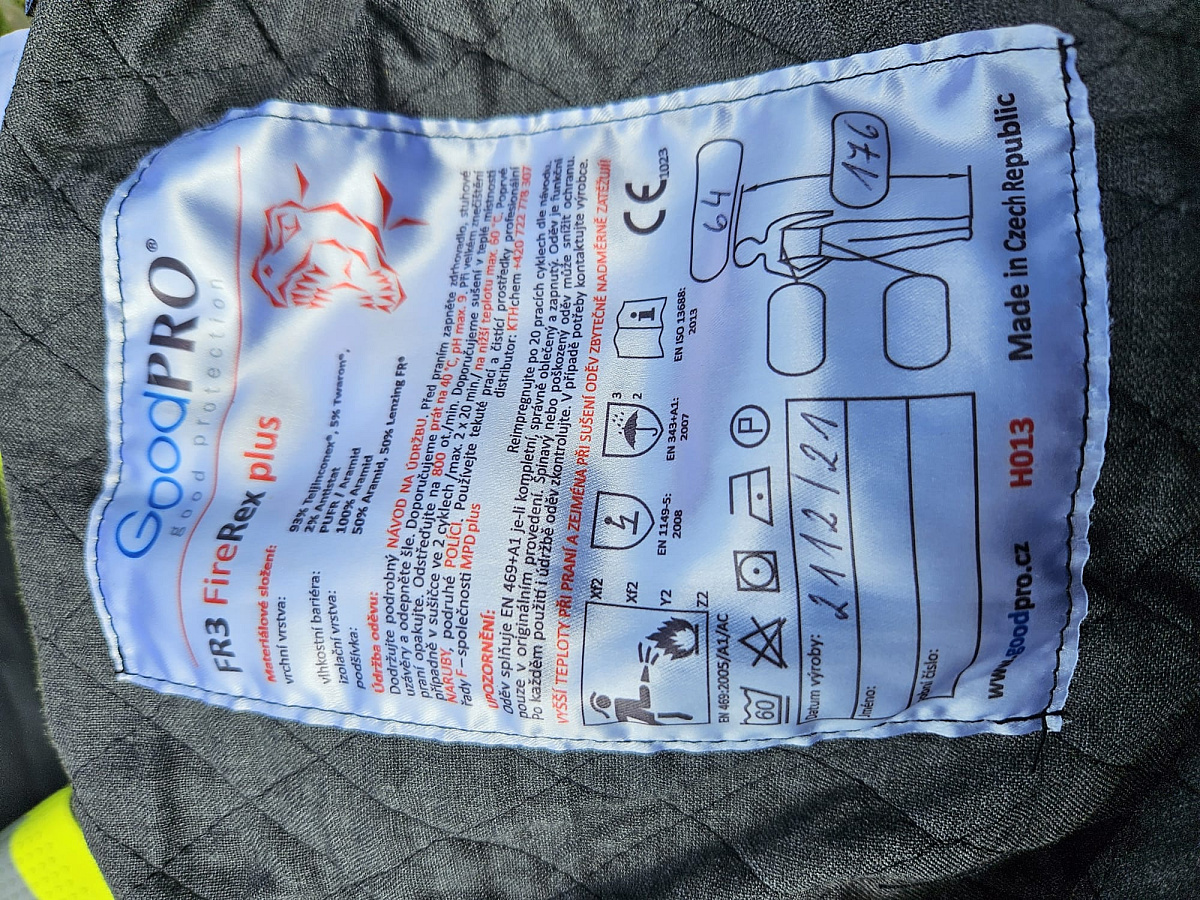 GoodPRO®
good protection
FR3 FireRex plus
Materiálové složení:
vrchní vrstva: 93% Teijinconex®, 5% Twaron®,
2% Antistat
vlhkostní bariéra: PUFR / Aramid
izolační vrstva: 100% Aramid
podšívka: 50% Aramid, 50% Lenzing FR®
Údržba oděvu:
Dodržujte podrobný NÁVOD NA ÚDRŽBU. Před praním zapněte zdrhovadlo, stuhové
uzávěry a odepněte šle. Doporučujeme prát na 40°C, pH max. 9. Při velkém znečištění
praní opakujte. Odstřeďujte na 800 ot./min. Doporučujeme sušení v teplé místnosti
případně v sušičce ve 2 cyklech /max. 2 x 20 min./ na nižší teplotu max. 60 °C. Poprvé
NARUBY, podruhé POLÍCI. Používejte tekuté prací a čisticí prostředky profesionální
řady F – společnosti MPD plus distributor: KTHchem +420 722 778 307
UPOZORNĚNÍ: Reimpregnujte po 20 pracích cyklech dle návodu.
Oděv splňuje EN 469+A1 je-li kompletní, správně oblečený a zapnutý. Oděv je funkční
pouze v originálním provedení. Špinavý nebo poškozený oděv může snížit ochranu.
Po každém použití i údržbě oděv zkontrolujte. V případě potřeby kontaktujte výrobce.
VYŠŠÍ TEPLOTY PŘI PRANÍ A ZEJMÉNA PŘI SUŠENÍ ODĚV ZBYTEČNĚ NADMĚRNĚ ZATĚŽUJÍ!
Xf2
Xr2
Y2
Z2
EN 469:2005/A1/AC
EN 1149-5:
2008
3
2
EN 343+A1:
2007
i
EN ISO 13688:
2013
CE 1023
60
P
64
176
Datum výroby: 2112/21
Jméno:
Osobní číslo:
www.goodpro.cz H013 Made in Czech Republic